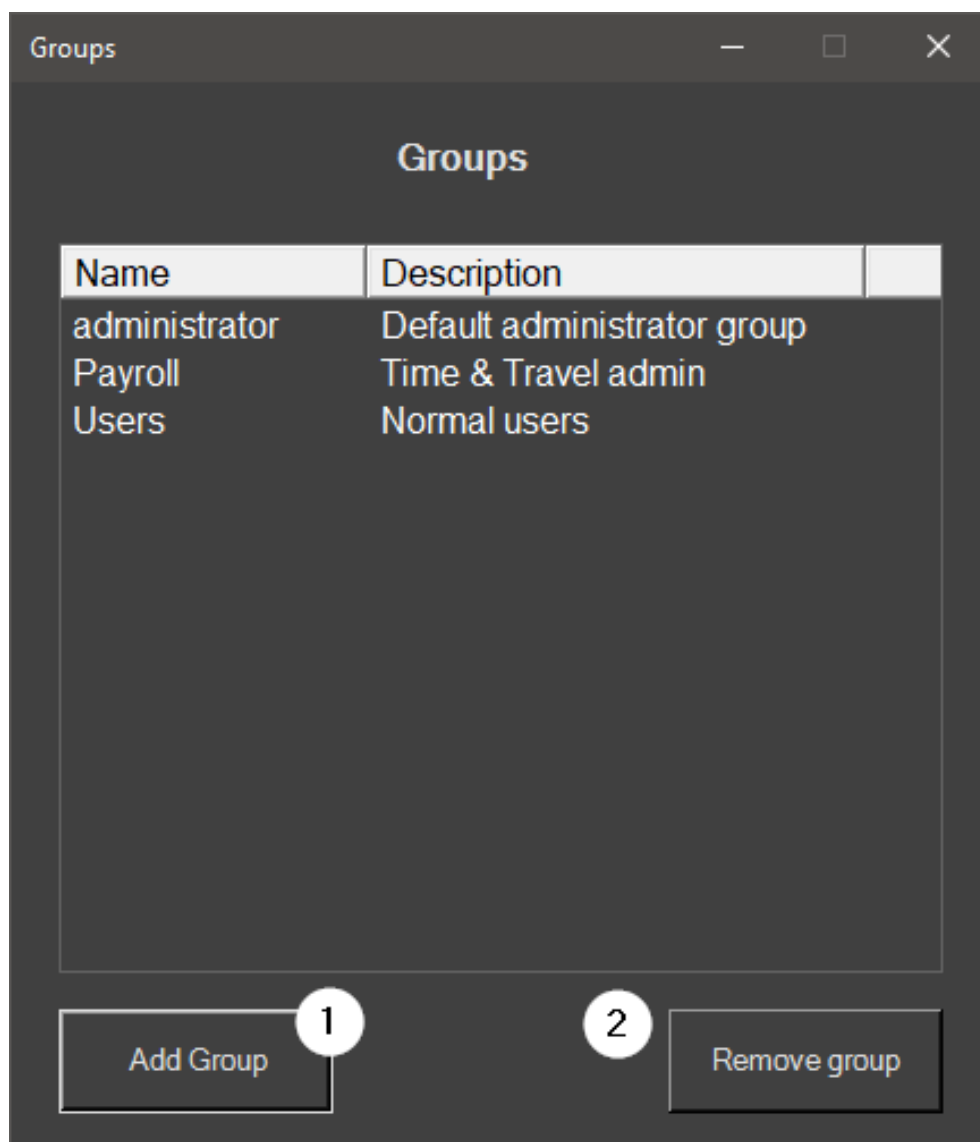 Groups
Groups
Name Description
administrator Default administrator group
Payroll Time & Travel admin
Users Normal users
1 2
Add Group Remove group